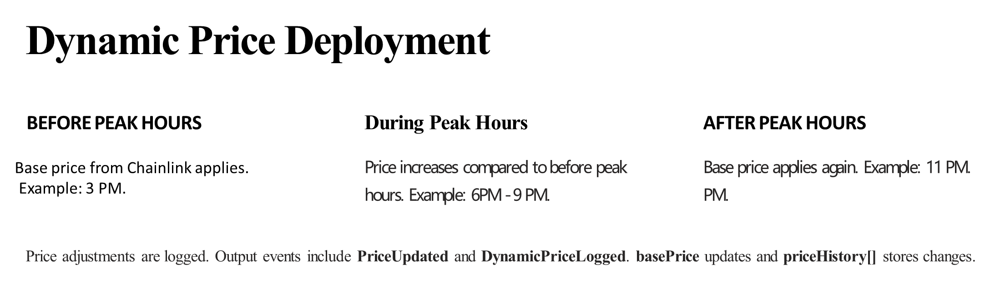 Dynamic Price Deployment
BEFORE PEAK HOURS
Base price from Chainlink applies.
Example: 3 PM.
During Peak Hours
Price increases compared to before peak
hours. Example: 6PM - 9 PM.
AFTER PEAK HOURS
Base price applies again. Example: 11 PM.
PM.
Price adjustments are logged. Output events include PriceUpdated and DynamicPriceLogged. basePrice updates and priceHistory[] stores changes.